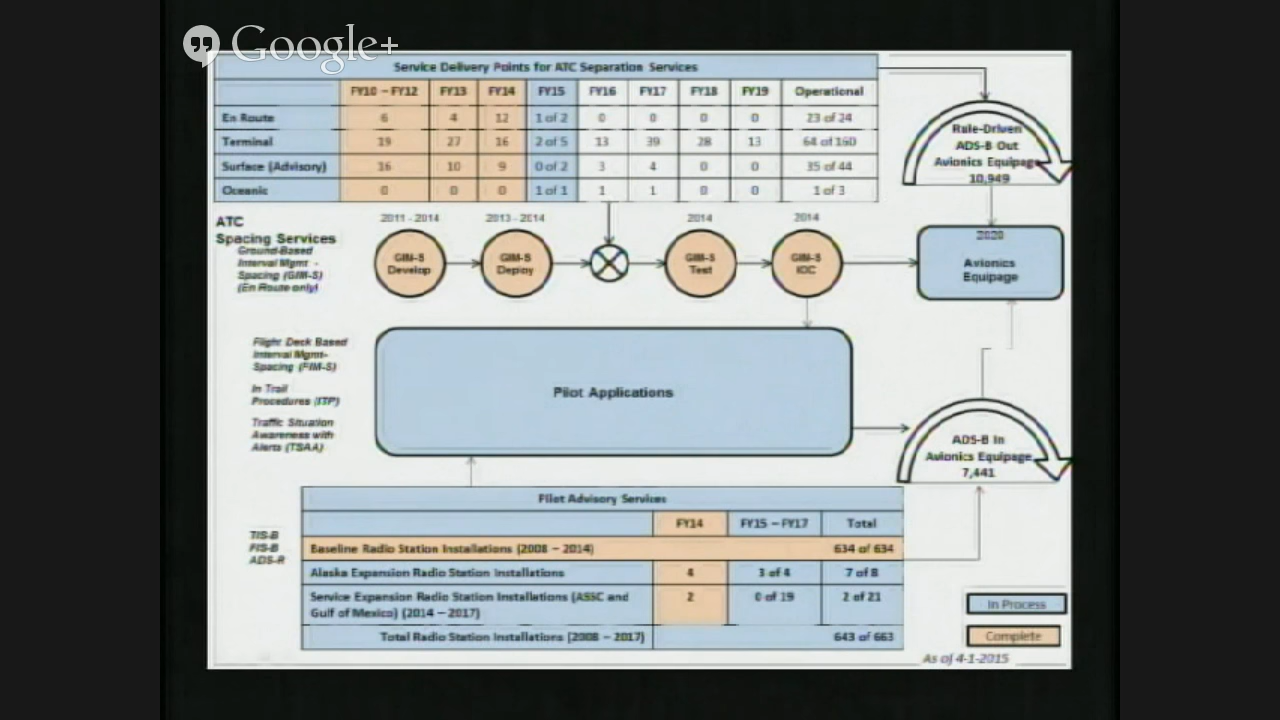 Google+
Service Delivery Points for ATC Separation Services
FY10 – FY12 FY13 FY14 FY15 FY16 FY17 FY18 FY19 Operational
En Route 6 4 12 1 of 2 0 0 0 0 23 of 24
Terminal 19 27 16 2 of 5 13 39 28 13 64 of 160
Surface (Advisory) 16 10 9 0 of 2 3 4 0 0 35 of 44
Oceanic 0 0 0 1 of 1 1 1 0 0 1 of 3
Rule-Driven
ADS-B Out
Avionics Equipage
10,949
ATC
Spacing Services
Ground-Based
Interval Mgmt -
Spacing (GIM-S)
(En Route only)
2011 - 2014
GIM-S
Develop
2013 - 2014
GIM-S
Deploy
2014
GIM-S
Test
2014
GIM-S
IOC
2020
Avionics
Equipage
Flight Deck Based
Interval Mgmt-
Spacing (FIM-S)
In Trail
Procedures (ITP)
Traffic Situation
Awareness with
Alerts (TSAA)
Pilot Applications
ADS-B In
Avionics Equipage
7,441
Pilot Advisory Services
FY14 FY15 – FY17 Total
TIS-B
FIS-B
ADS-R
Baseline Radio Station Installations (2008 – 2014) 634 of 634
Alaska Expansion Radio Station Installations 4 3 of 4 7 of 8
Service Expansion Radio Station Installations (ASSC and 2 0 of 19 2 of 21
Gulf of Mexico) (2014 – 2017)
Total Radio Station Installations (2008 – 2017) 643 of 663
In Process
Complete
As of 4-1-2015